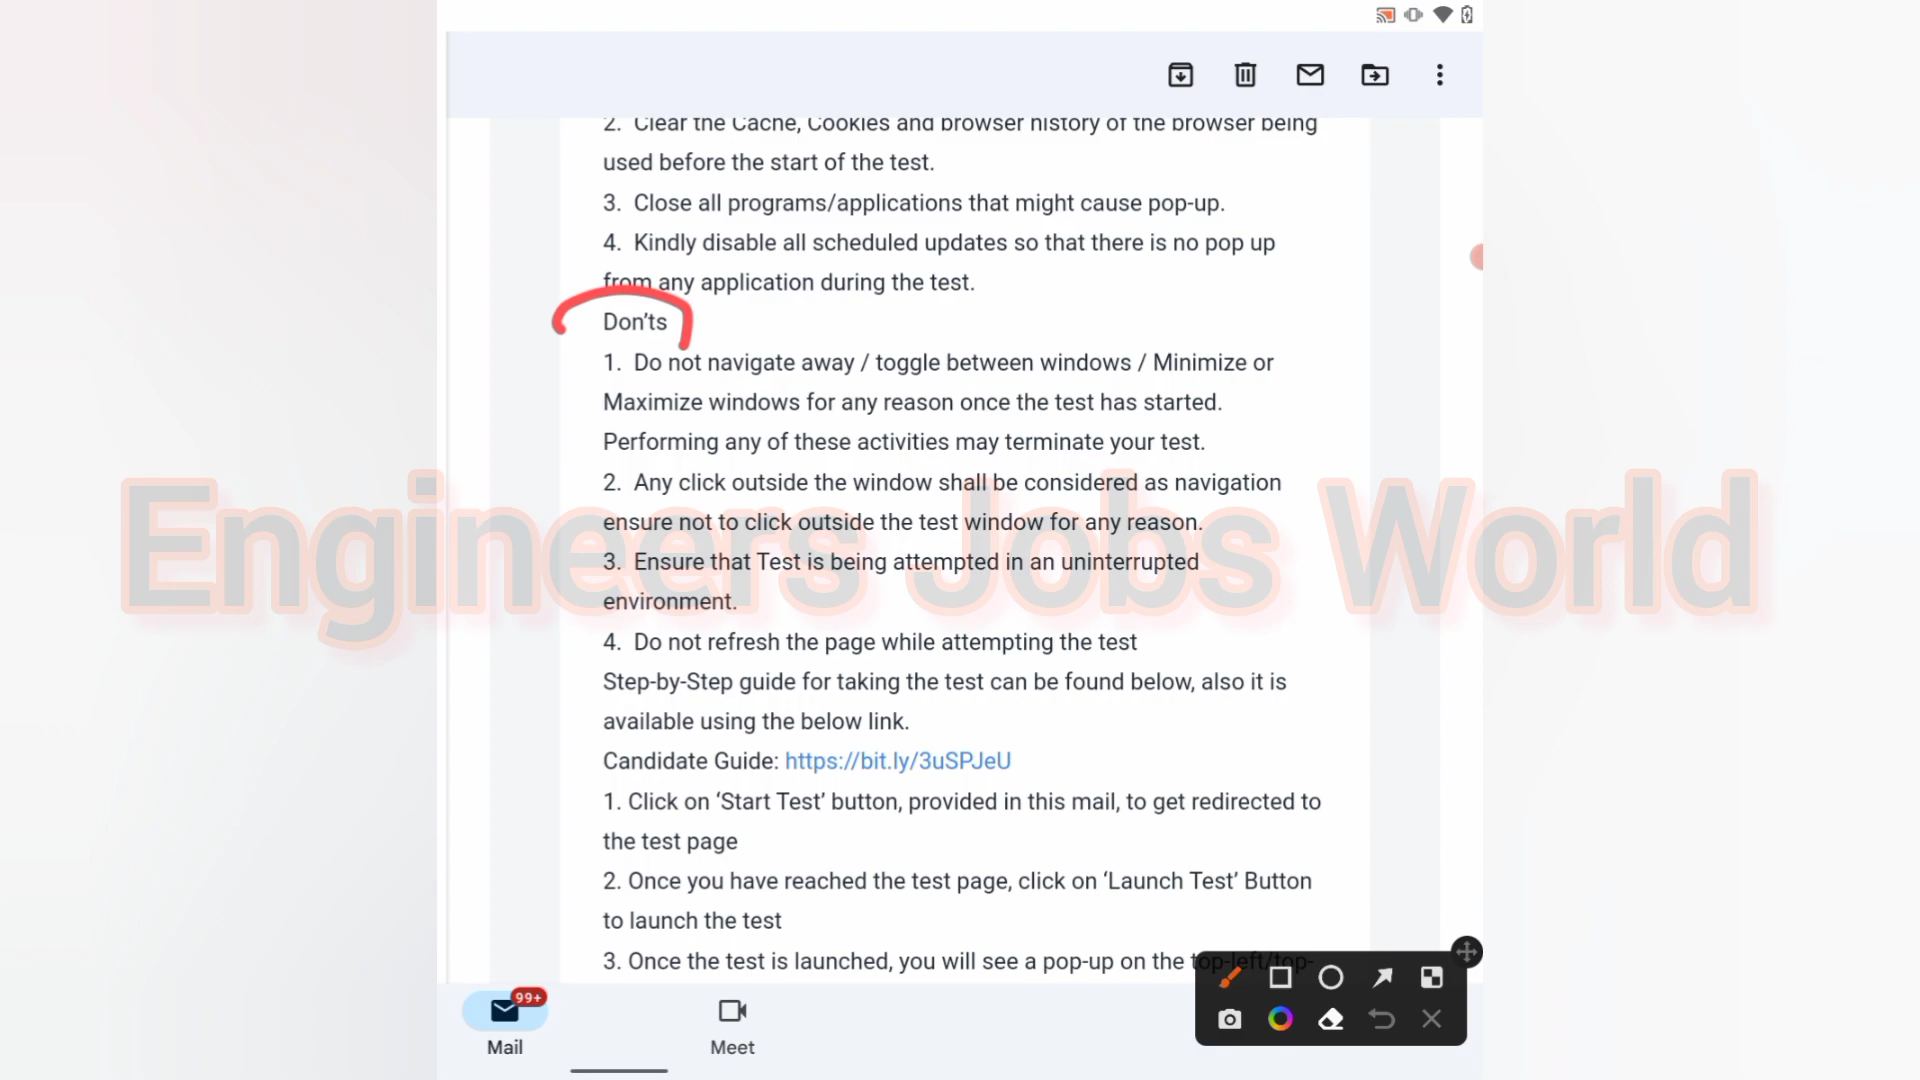 2. Clear the Cache, Cookies and browser history of the browser being
used before the start of the test.
3. Close all programs/applications that might cause pop-up.
4. Kindly disable all scheduled updates so that there is no pop up
from any application during the test.
Don’ts
1. Do not navigate away / toggle between windows / Minimize or
Maximize windows for any reason once the test has started.
Performing any of these activities may terminate your test.
2. Any click outside the window shall be considered as navigation
ensure not to click outside the test window for any reason.
Engineers Jobs World
3. Ensure that Test is being attempted in an uninterrupted
environment.
4. Do not refresh the page while attempting the test
Step-by-Step guide for taking the test can be found below, also it is
available using the below link.
Candidate Guide: https://bit.ly/3uSPJeU
1. Click on ‘Start Test’ button, provided in this mail, to get redirected to
the test page
2. Once you have reached the test page, click on ‘Launch Test’ Button
to launch the test
3. Once the test is launched, you will see a pop-up on the top-left/top-
99+
Mail
Meet